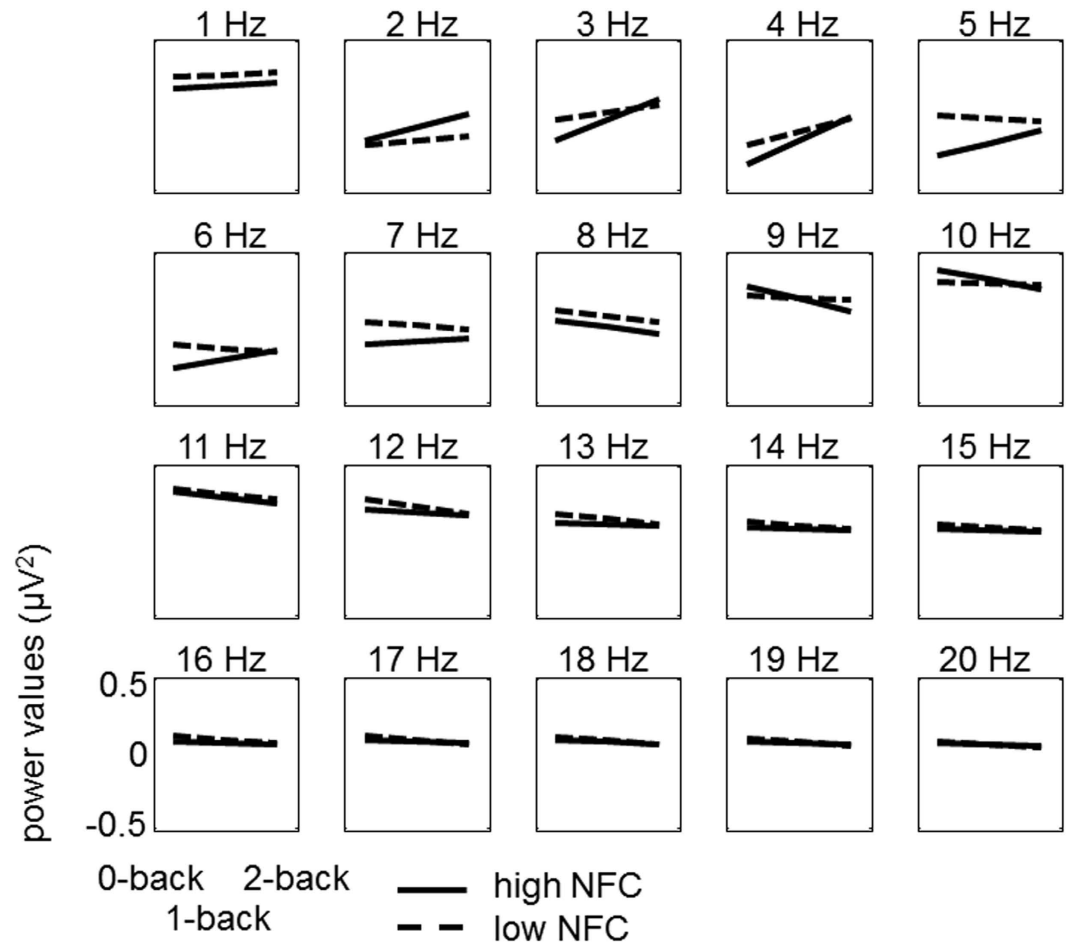 1 Hz 2 Hz 3 Hz 4 Hz 5 Hz
6 Hz 7 Hz 8 Hz 9 Hz 10 Hz
11 Hz 12 Hz 13 Hz 14 Hz 15 Hz
16 Hz 17 Hz 18 Hz 19 Hz 20 Hz
power values (µV²)
0.5
0
-0.5
0-back 2-back
1-back
high NFC
low NFC